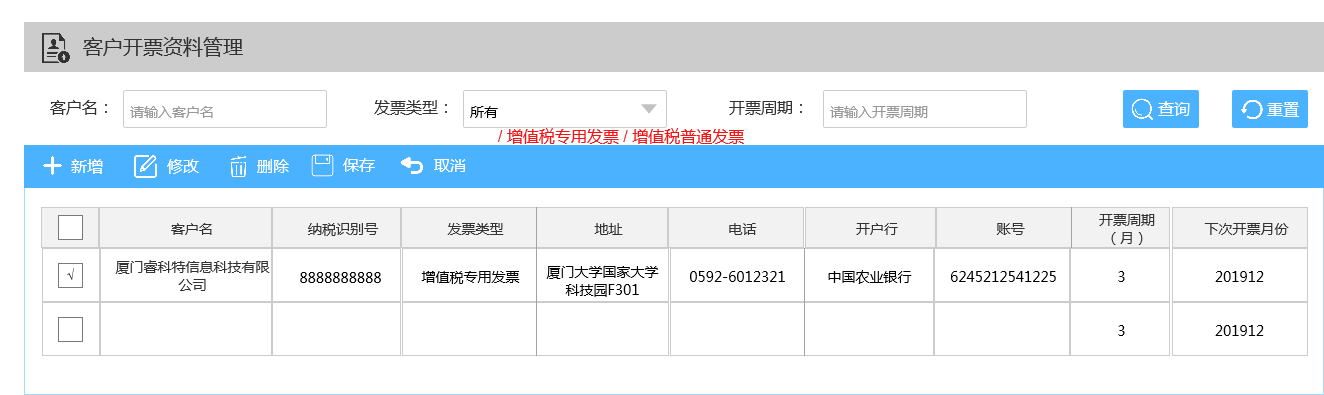 客户开票资料管理
客户名： 请输入客户名 发票类型： 所有 开票周期： 请输入开票周期 查询 重置
/ 增值税专用发票 / 增值税普通发票
新增 修改 删除 保存 取消
客户名 纳税识别号 发票类型 地址 电话 开户行 账号 开票周期（月） 下次开票月份
√ 厦门睿科特信息科技有限公司 8888888888 增值税专用发票 厦门大学国家大学科技园F301 0592-6012321 中国农业银行 6245212541225 3 201912
3 201912